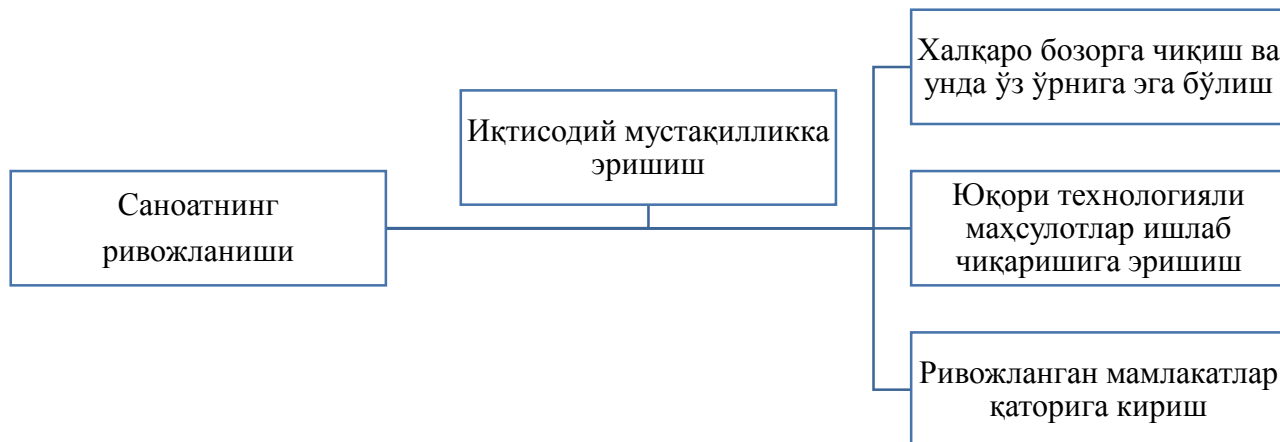 Саноатнинг
ривожланиши
Иқтисодий мустақилликка
эришиш
Халқаро бозорга чиқиш ва
унда ўз ўрнига эга бўлиш
Юқори технологияли
маҳсулотлар ишлаб
чиқаришига эришиш
Ривожланган мамлакатлар
қаторига кириш